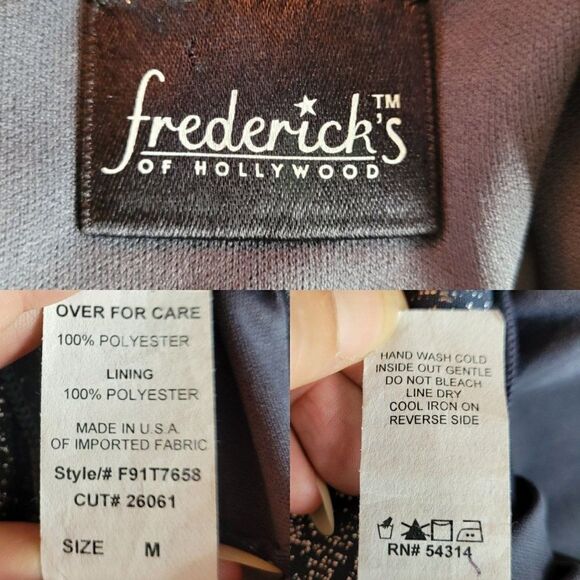 frederick's™
OF HOLLYWOOD
OVER FOR CARE
100% POLYESTER
LINING
100% POLYESTER
MADE IN U.S.A.
OF IMPORTED FABRIC
Style/# F91T7658
CUT# 26061
SIZE M
HAND WASH COLD
INSIDE OUT GENTLE
DO NOT BLEACH
LINE DRY
COOL IRON ON
REVERSE SIDE
RN# 54314